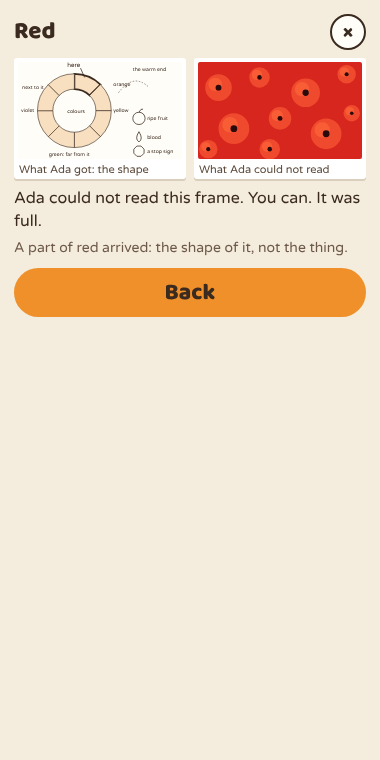 Red
here
the warm end
next to it
orange
violet
colours
yellow
ripe fruit
blood
a stop sign
green: far from it
What Ada got: the shape
What Ada could not read
Ada could not read this frame. You can. It was
full.
A part of red arrived: the shape of it, not the thing.
Back